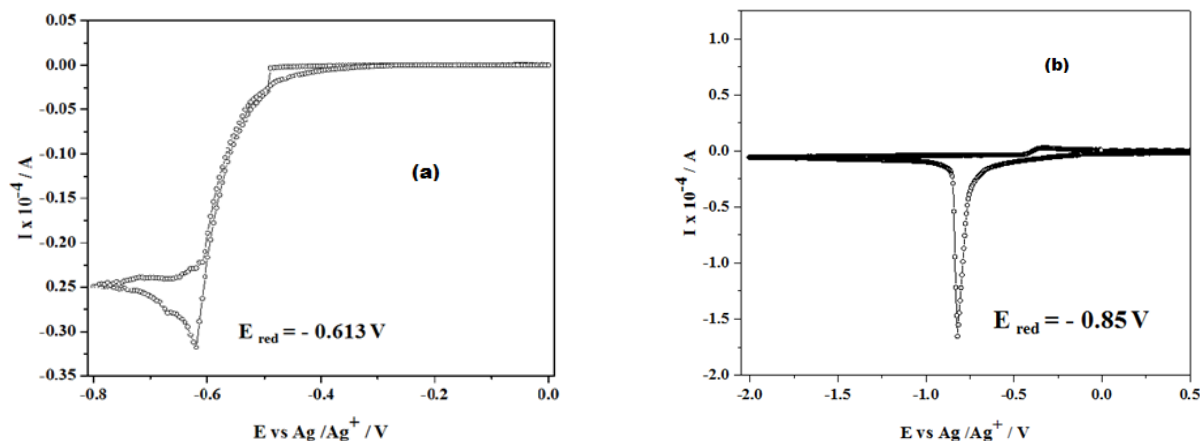 0.05
0.00
-0.05
-0.10
-0.15
-0.20
-0.25
-0.30
-0.35
I x 10⁻⁴ / A
(a)
E red = - 0.613 V
-0.8 -0.6 -0.4 -0.2 0.0
E vs Ag /Ag⁺ / V
1.0
0.5
0.0
-0.5
-1.0
-1.5
-2.0
I x 10⁻⁴ / A
(b)
E red = - 0.85 V
-2.0 -1.5 -1.0 -0.5 0.0 0.5
E vs Ag /Ag⁺ / V